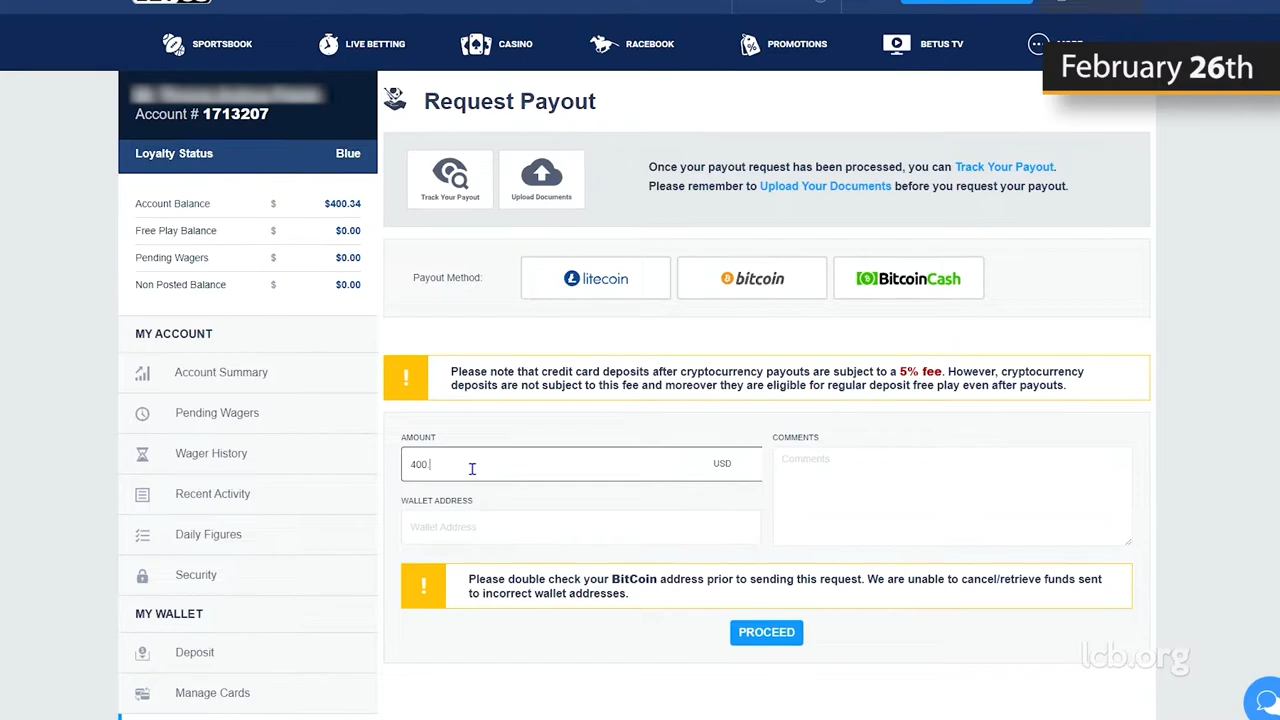 SPORTSBOOK
LIVE BETTING
CASINO
RACEBOOK
PROMOTIONS
BETUS TV
February 26th
Account # 1713207
Loyalty Status Blue
Account Balance $ $400.34
Free Play Balance $ $0.00
Pending Wagers $ $0.00
Non Posted Balance $ $0.00
MY ACCOUNT
Account Summary
Pending Wagers
Wager History
Recent Activity
Daily Figures
Security
MY WALLET
Deposit
Manage Cards
Request Payout
Track Your Payout
Upload Documents
Once your payout request has been processed, you can Track Your Payout.
Please remember to Upload Your Documents before you request your payout.
Payout Method:
litecoin
bitcoin
BitcoinCash
!
Please note that credit card deposits after cryptocurrency payouts are subject to a 5% fee. However, cryptocurrency
deposits are not subject to this fee and moreover they are eligible for regular deposit free play even after payouts.
AMOUNT
400.
USD
WALLET ADDRESS
Wallet Address
COMMENTS
Comments
!
Please double check your BitCoin address prior to sending this request. We are unable to cancel/retrieve funds sent
to incorrect wallet addresses.
PROCEED
lcb.org